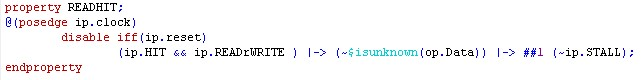 property READHIT;
@(posedge ip.clock)
disable iff(ip.reset)
(ip.HIT && ip.READrWRITE ) |-> (~$isunknown(op.Data)) |-> ##1 (~ip.STALL);
endproperty